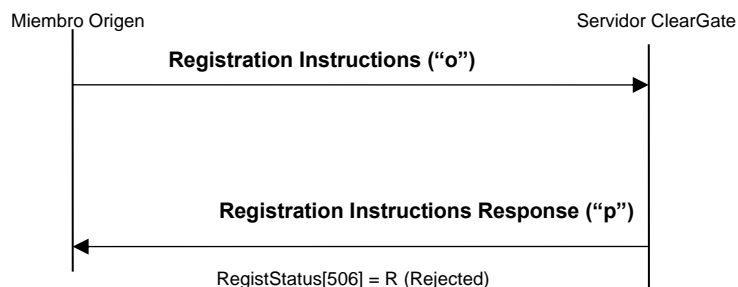 Miembro Origen
Servidor ClearGate
Registration Instructions (“o”)
Registration Instructions Response (“p”)
RegistStatus[506] = R (Rejected)